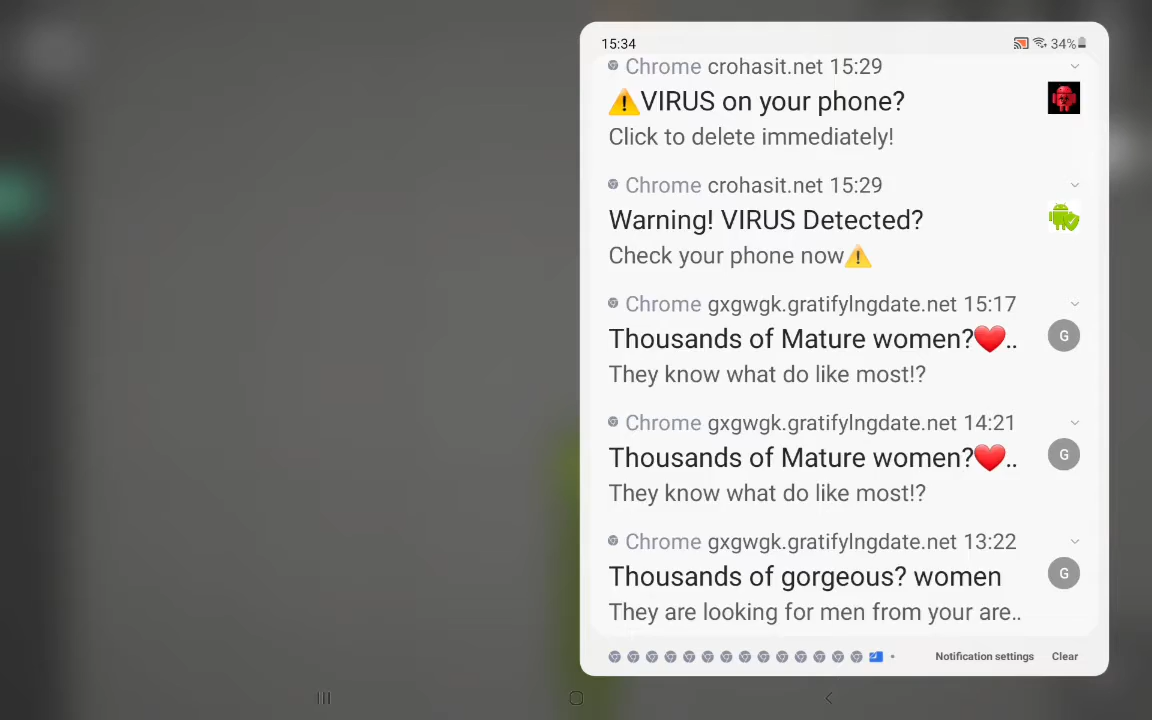 15:34 34%
Chrome crohasit.net 15:29
⚠️VIRUS on your phone?
Click to delete immediately!
Chrome crohasit.net 15:29
Warning! VIRUS Detected?
Check your phone now⚠️
Chrome gxgwgk.gratifylngdate.net 15:17
Thousands of Mature women?❤️..
G
They know what do like most!?
Chrome gxgwgk.gratifylngdate.net 14:21
Thousands of Mature women?❤️..
G
They know what do like most!?
Chrome gxgwgk.gratifylngdate.net 13:22
Thousands of gorgeous? women
G
They are looking for men from your are..
Notification settings Clear